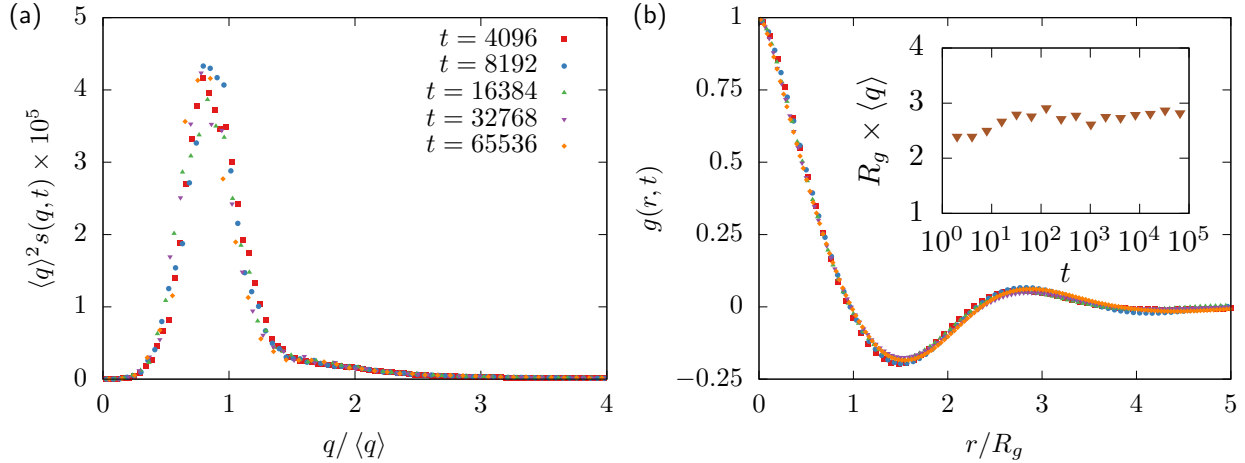 (a)
⟨q⟩² s(q, t) × 10⁵
5
4
3
2
1
0
0 1 2 3 4
q/ ⟨q⟩
t = 4096
t = 8192
t = 16384
t = 32768
t = 65536
(b)
g(r, t)
1
0.75
0.5
0.25
0
−0.25
0 1 2 3 4 5
r/R_g
R_g × ⟨q⟩
4
3
2
1
10⁰ 10¹ 10² 10³ 10⁴ 10⁵
t